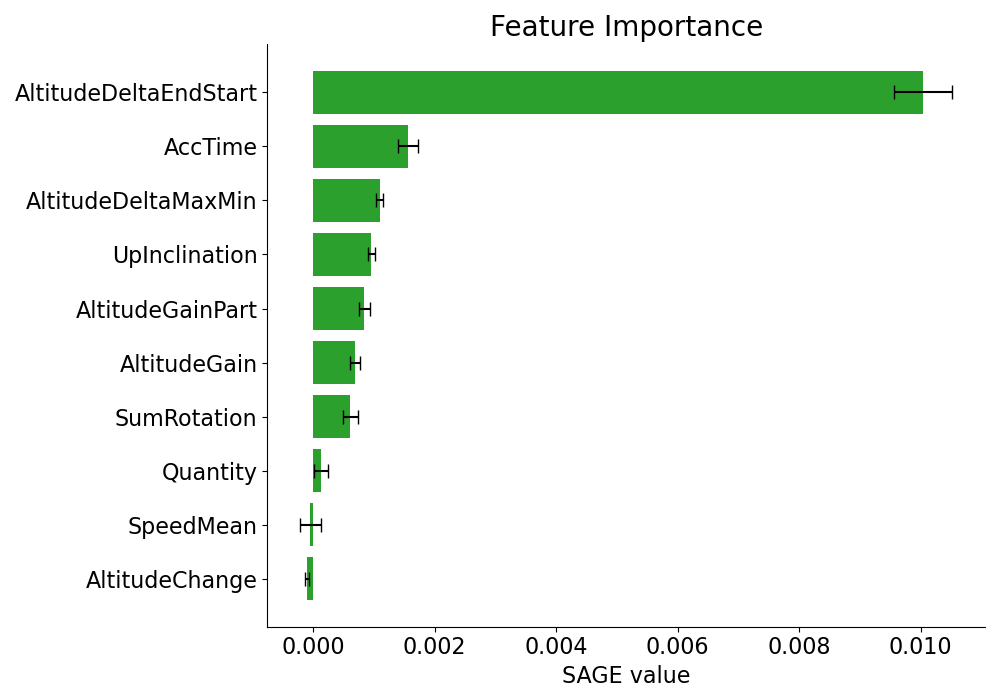 Feature Importance
AltitudeDeltaEndStart
AccTime
AltitudeDeltaMaxMin
UpInclination
AltitudeGainPart
AltitudeGain
SumRotation
Quantity
SpeedMean
AltitudeChange
0.000 0.002 0.004 0.006 0.008 0.010
SAGE value